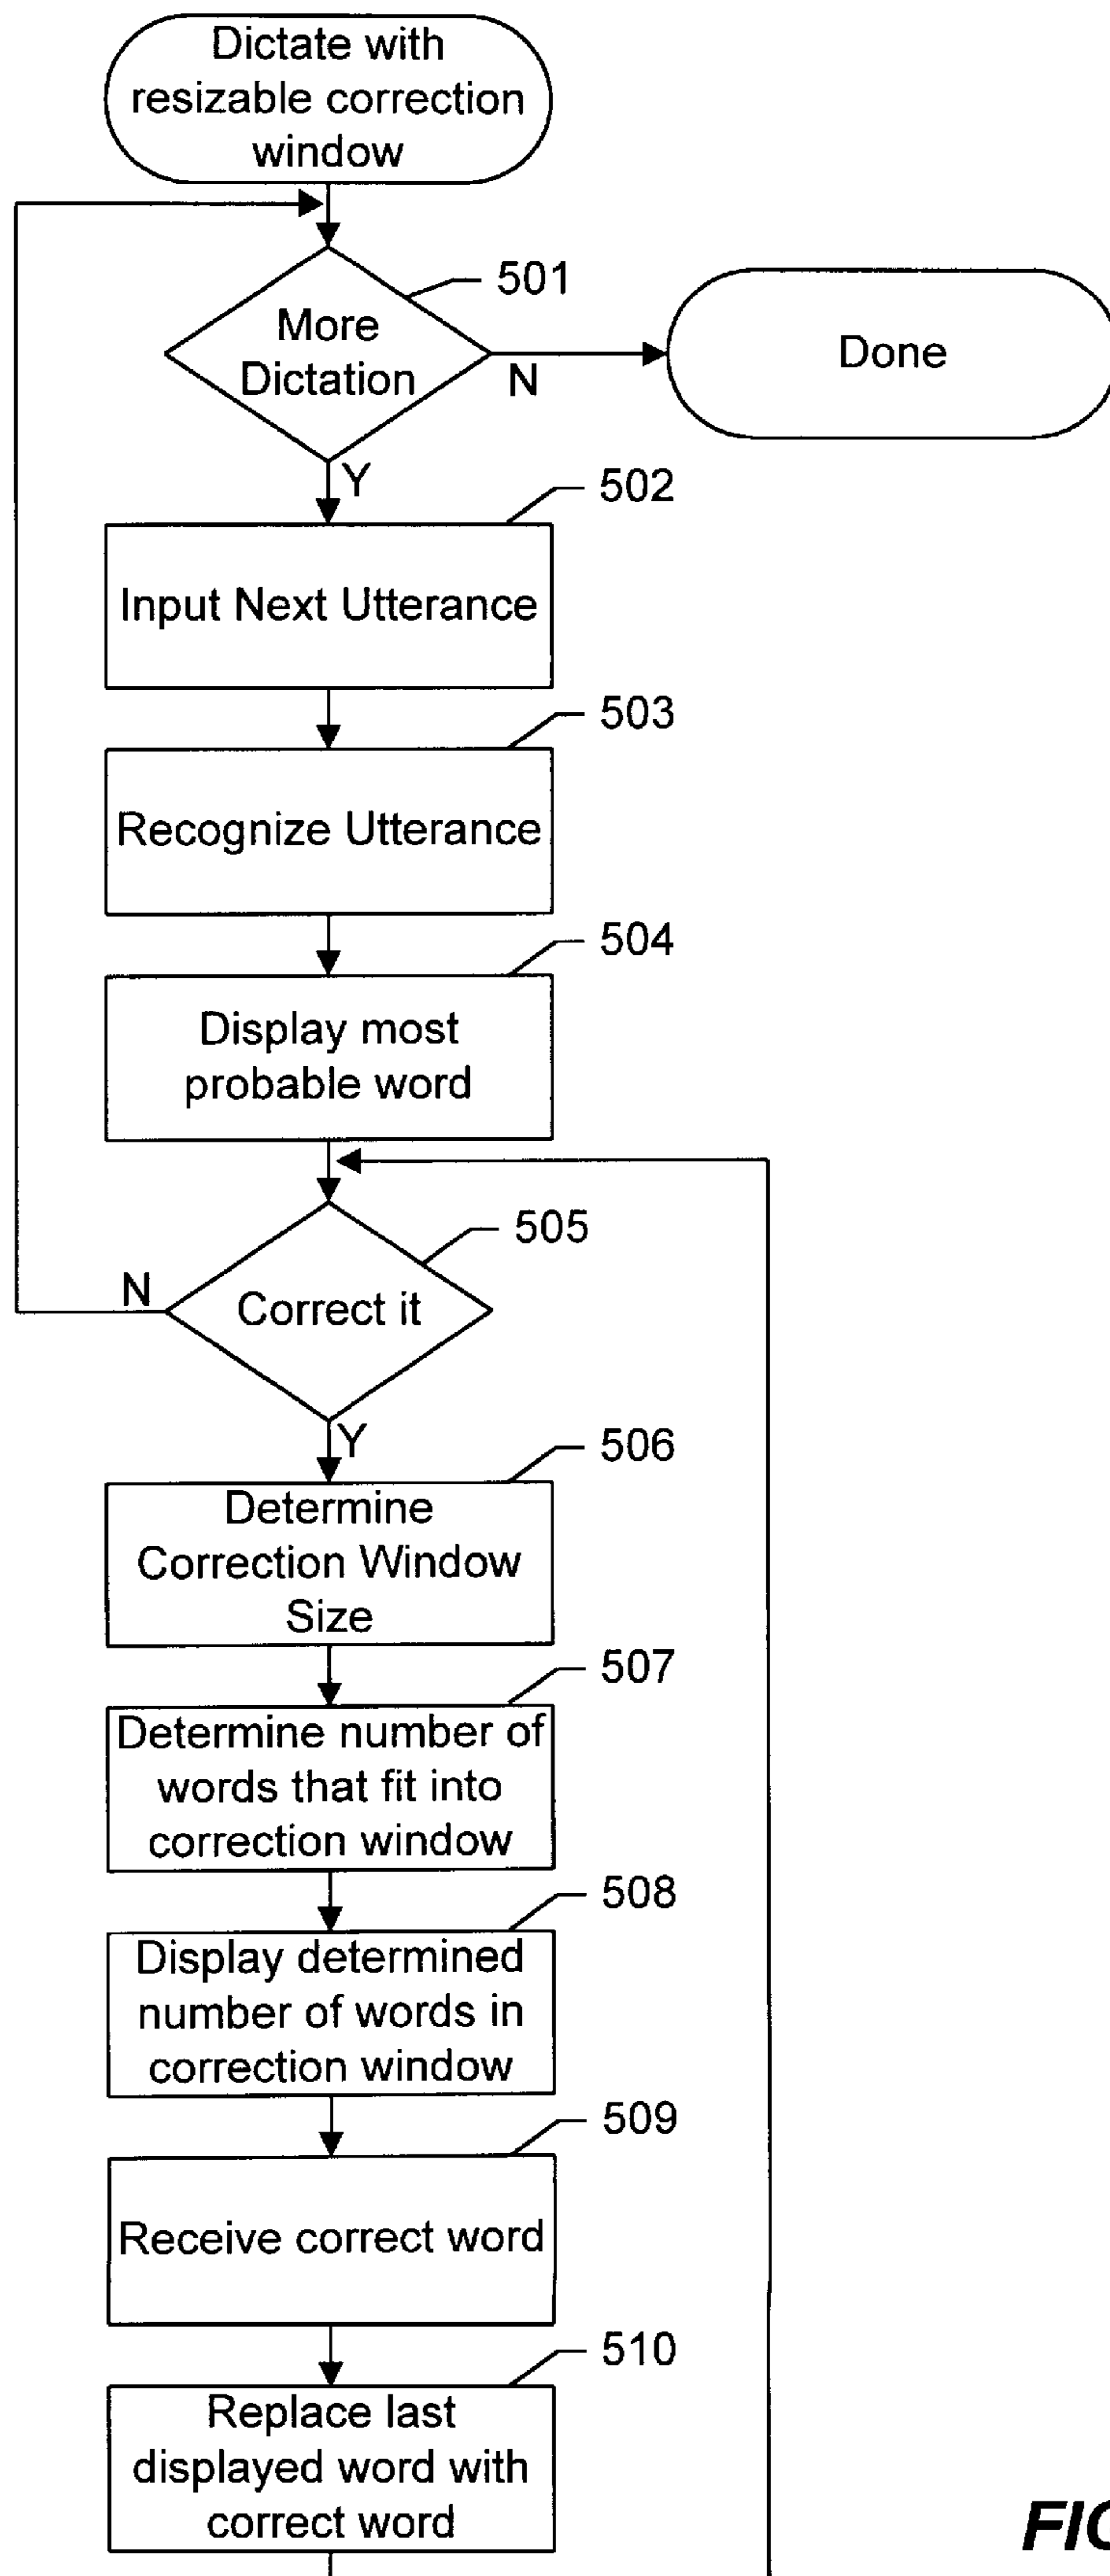 Dictate with
resizable correction
window
501
More
Dictation
N
Done
Y
502
Input Next Utterance
503
Recognize Utterance
504
Display most
probable word
505
N
Correct it
Y
506
Determine
Correction Window
Size
507
Determine number of
words that fit into
correction window
508
Display determined
number of words in
correction window
509
Receive correct word
510
Replace last
displayed word with
correct word
FIG